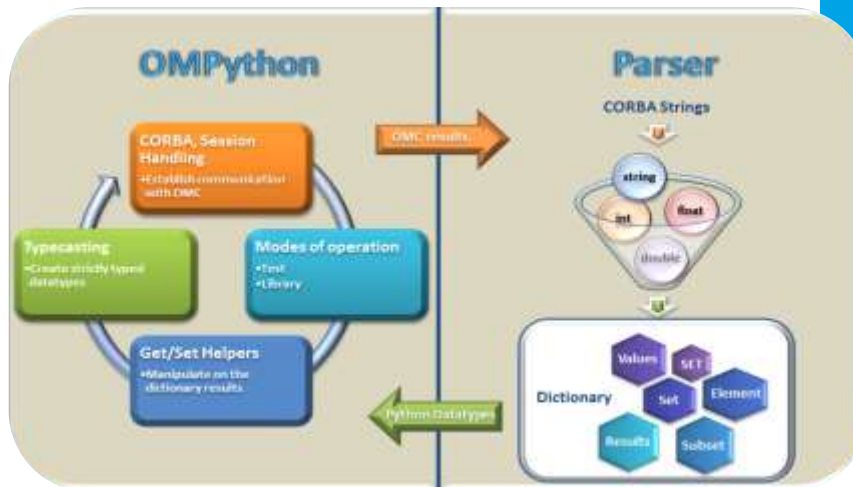 OMPython
CORBA, Session
Handling
•Establish communication
with OMC
Typecasting
•Create strictly typed
datatypes
Modes of operation
•Test
•Library
Get/Set Helpers
•Manipulate on the
dictionary results
OMC results
Python Datatypes
Parser
CORBA Strings
string
int
float
double
Dictionary
Values
SET
Set
Element
Results
Subset